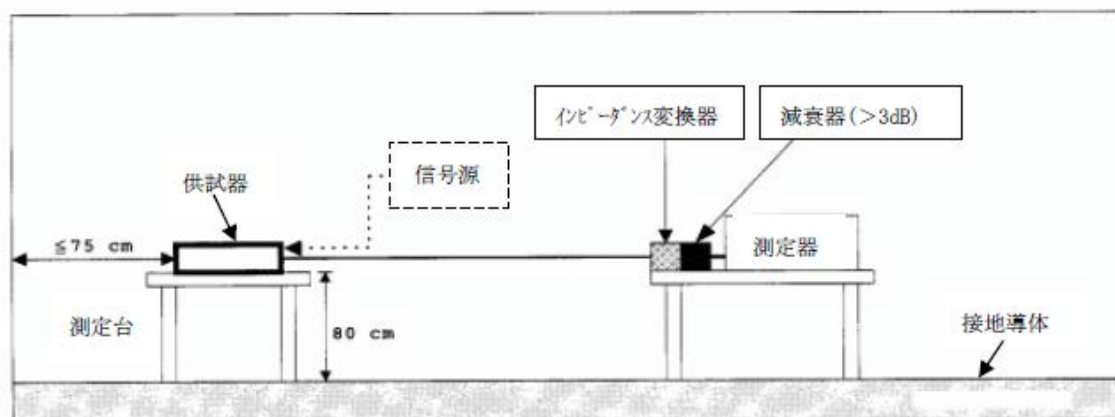 ｲﾝﾋﾟｰﾀﾞﾝｽ変換器
減衰器(＞3dB)
信号源
供試器
≦75 cm
測定器
測定台
80 cm
接地導体